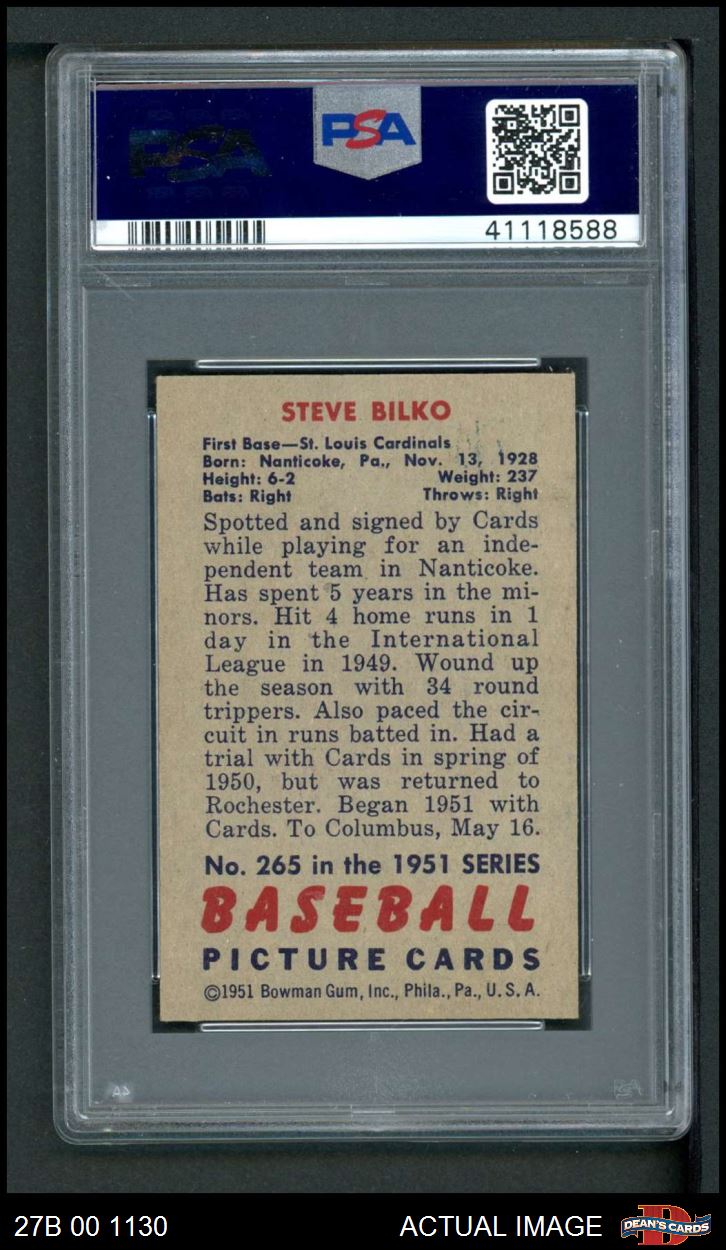 PSA
PSA
41118588
STEVE BILKO
First Base—St. Louis Cardinals
Born: Nanticoke, Pa., Nov. 13, 1928
Height: 6-2 Weight: 237
Bats: Right Throws: Right
Spotted and signed by Cards
while playing for an inde-
pendent team in Nanticoke.
Has spent 5 years in the mi-
nors. Hit 4 home runs in 1
day in the International
League in 1949. Wound up
the season with 34 round
trippers. Also paced the cir-
cuit in runs batted in. Had a
trial with Cards in spring of
1950, but was returned to
Rochester. Began 1951 with
Cards. To Columbus, May 16.
No. 265 in the 1951 SERIES
BASEBALL
PICTURE CARDS
©1951 Bowman Gum, Inc., Phila., Pa., U. S. A.
27B 00 1130 ACTUAL IMAGE DEAN'S CARDS